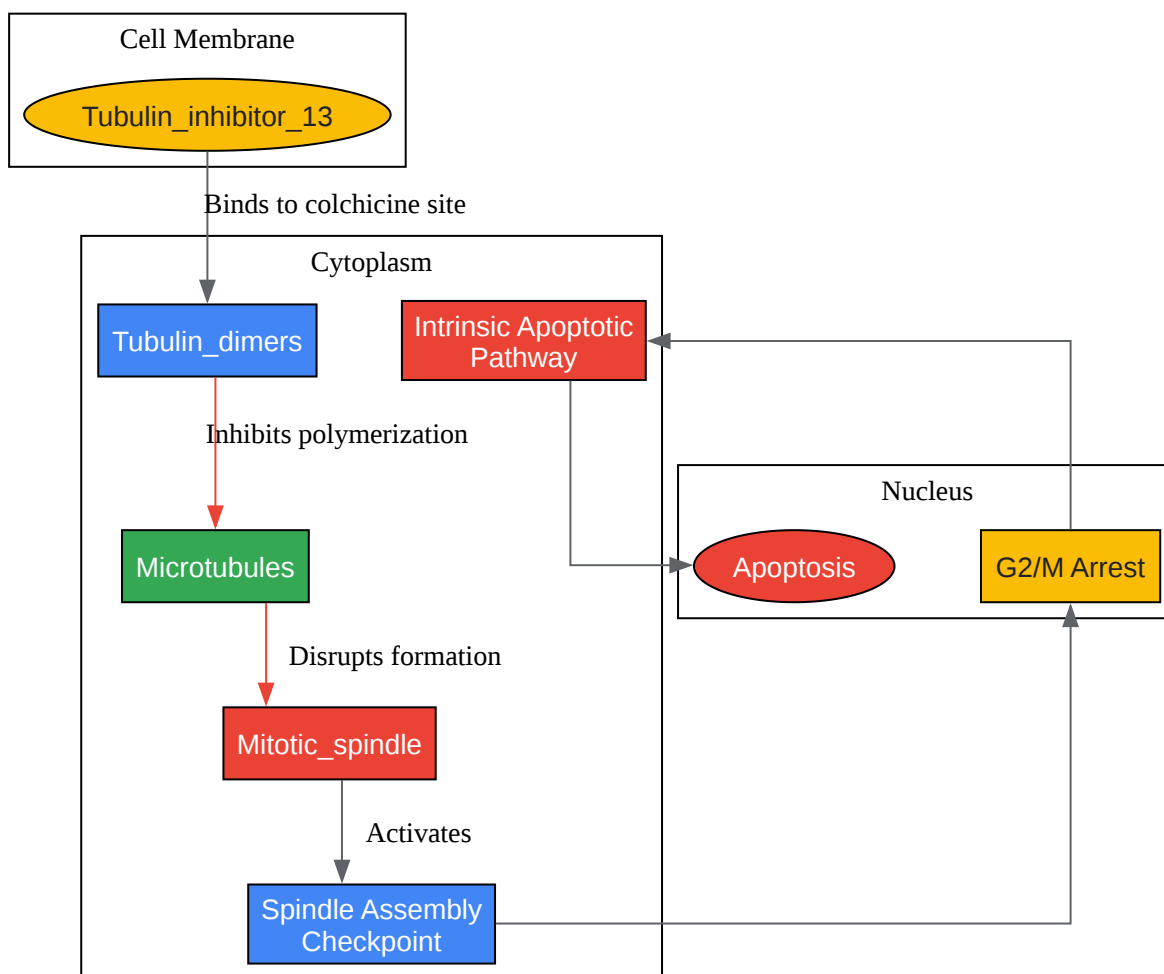 Cell Membrane
Tubulin_inhibitor_13
Binds to colchicine site
Cytoplasm
Tubulin_dimers
Intrinsic Apoptotic
Pathway
Inhibits polymerization
Nucleus
Microtubules
Apoptosis
G2/M Arrest
Disrupts formation
Mitotic_spindle
Activates
Spindle Assembly
Checkpoint